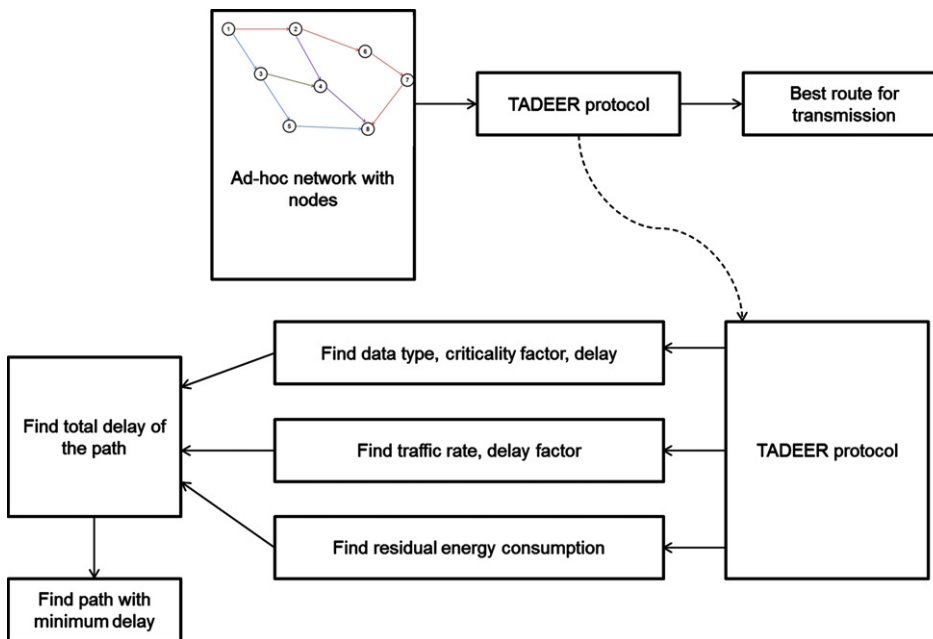 1
2
6
3
7
4
5
8
Ad-hoc network with
nodes
TADEER protocol
Best route for
transmission
Find data type, criticality factor, delay
Find total delay of
the path
Find traffic rate, delay factor
TADEER protocol
Find residual energy consumption
Find path with
minimum delay